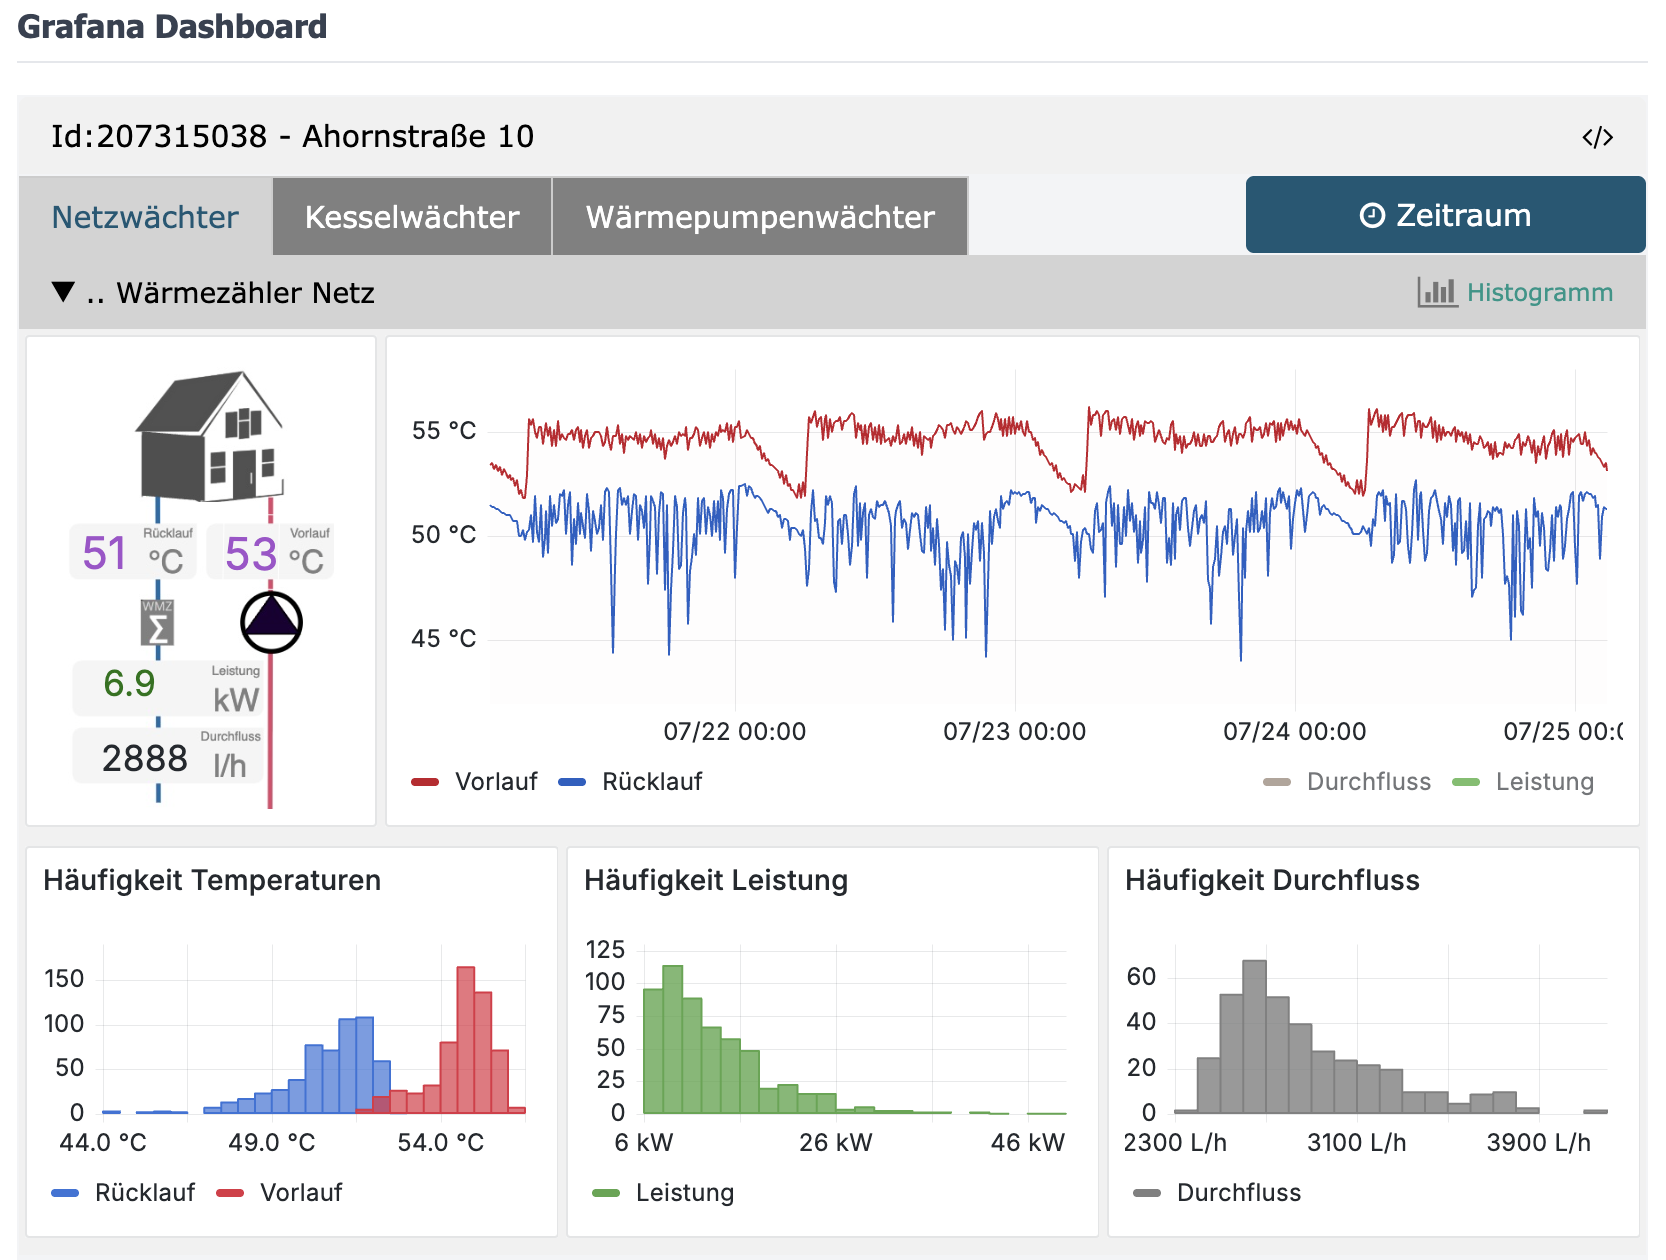 Grafana Dashboard
Id:207315038 - Ahornstraße 10
</>
Netzwächter
Kesselwächter
Wärmepumpenwächter
Zeitraum
▼ .. Wärmezähler Netz
Histogramm
Rücklauf
51 °C
Vorlauf
53 °C
WMZ
Σ
Leistung
6.9 kW
Durchfluss
2888 l/h
55 °C
50 °C
45 °C
07/22 00:00
07/23 00:00
07/24 00:00
07/25 00:0
Vorlauf
Rücklauf
Durchfluss
Leistung
Häufigkeit Temperaturen
150
100
50
0
44.0 °C
49.0 °C
54.0 °C
Rücklauf
Vorlauf
Häufigkeit Leistung
125
100
75
50
25
0
6 kW
26 kW
46 kW
Leistung
Häufigkeit Durchfluss
60
40
20
0
2300 L/h
3100 L/h
3900 L/h
Durchfluss